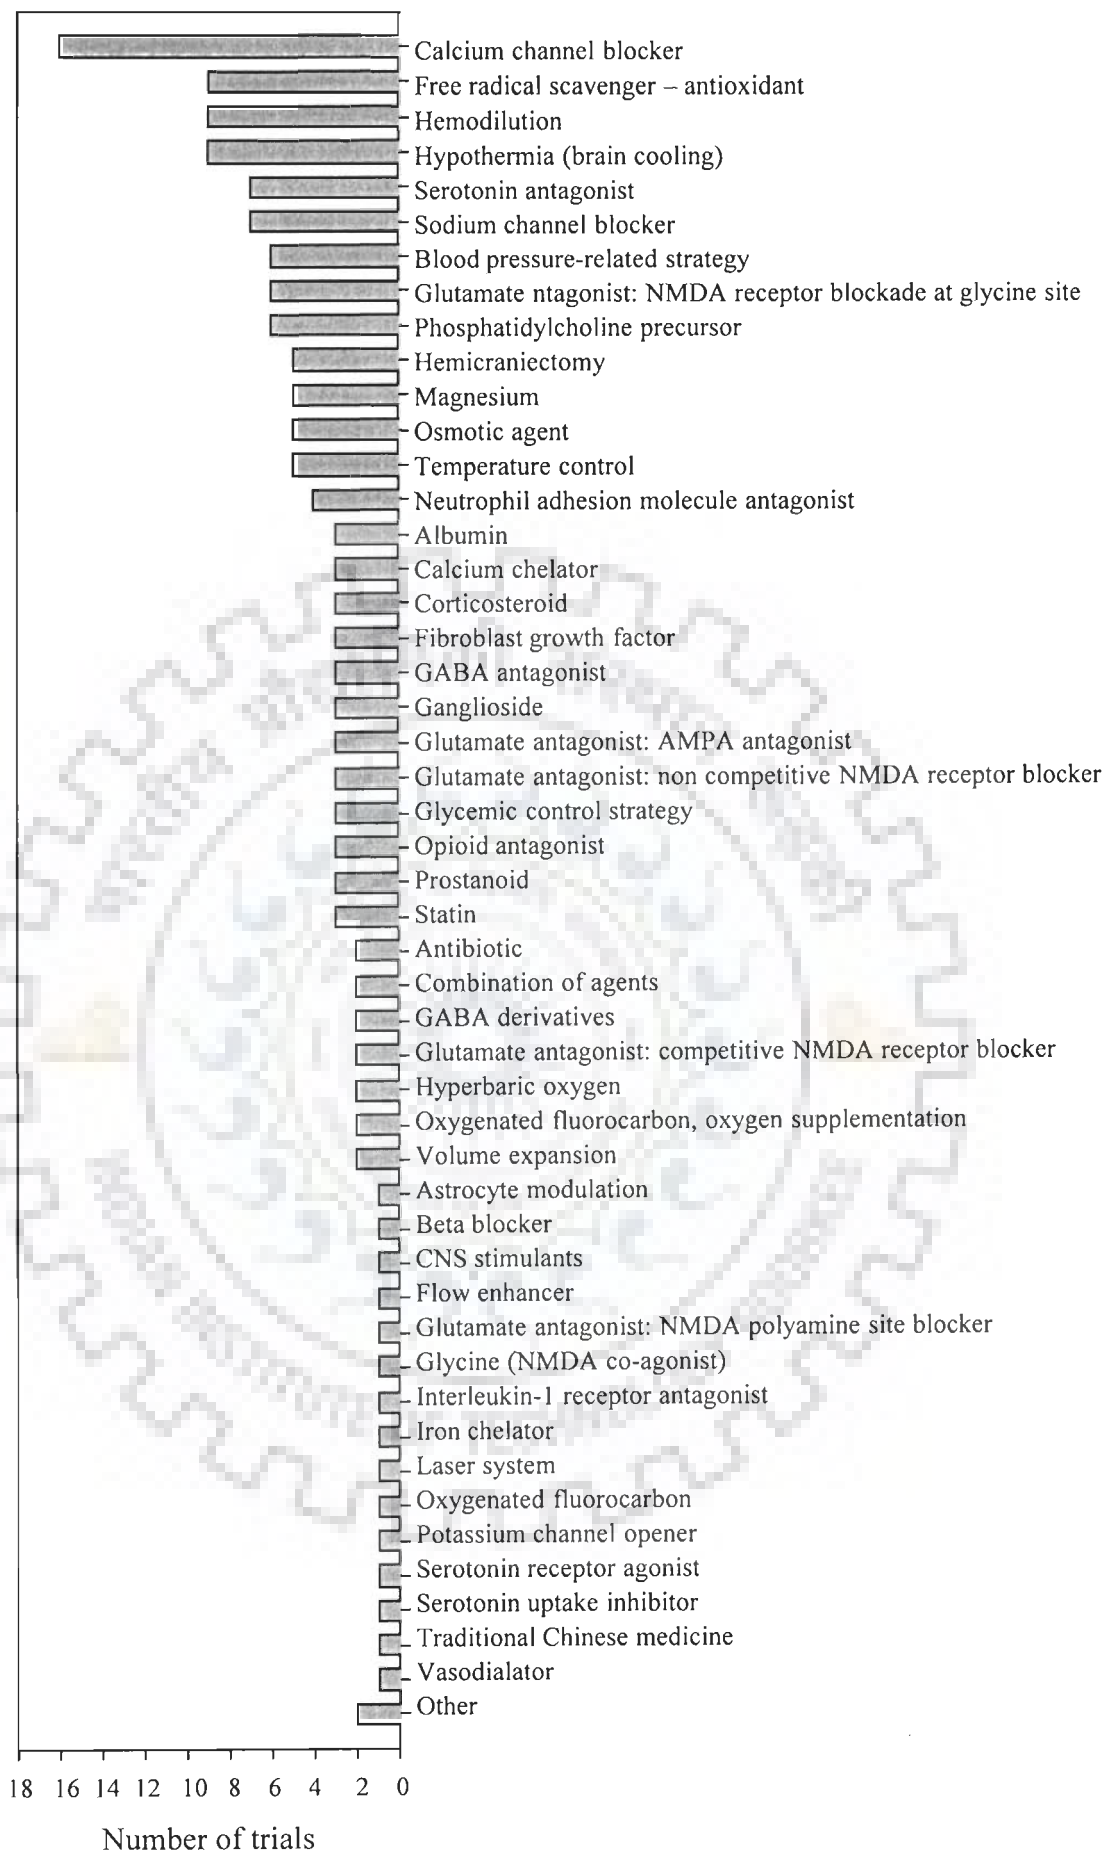 Calcium channel blocker
Free radical scavenger – antioxidant
Hemodilution
Hypothermia (brain cooling)
Serotonin antagonist
Sodium channel blocker
Blood pressure-related strategy
Glutamate ntagonist: NMDA receptor blockade at glycine site
Phosphatidylcholine precursor
Hemicraniectomy
Magnesium
Osmotic agent
Temperature control
Neutrophil adhesion molecule antagonist
Albumin
Calcium chelator
Corticosteroid
Fibroblast growth factor
GABA antagonist
Ganglioside
Glutamate antagonist: AMPA antagonist
Glutamate antagonist: non competitive NMDA receptor blocker
Glycemic control strategy
Opioid antagonist
Prostanoid
Statin
Antibiotic
Combination of agents
GABA derivatives
Glutamate antagonist: competitive NMDA receptor blocker
Hyperbaric oxygen
Oxygenated fluorocarbon, oxygen supplementation
Volume expansion
Astrocyte modulation
Beta blocker
CNS stimulants
Flow enhancer
Glutamate antagonist: NMDA polyamine site blocker
Glycine (NMDA co-agonist)
Interleukin-1 receptor antagonist
Iron chelator
Laser system
Oxygenated fluorocarbon
Potassium channel opener
Serotonin receptor agonist
Serotonin uptake inhibitor
Traditional Chinese medicine
Vasodialator
Other
18 16 14 12 10 8 6 4 2 0
Number of trials